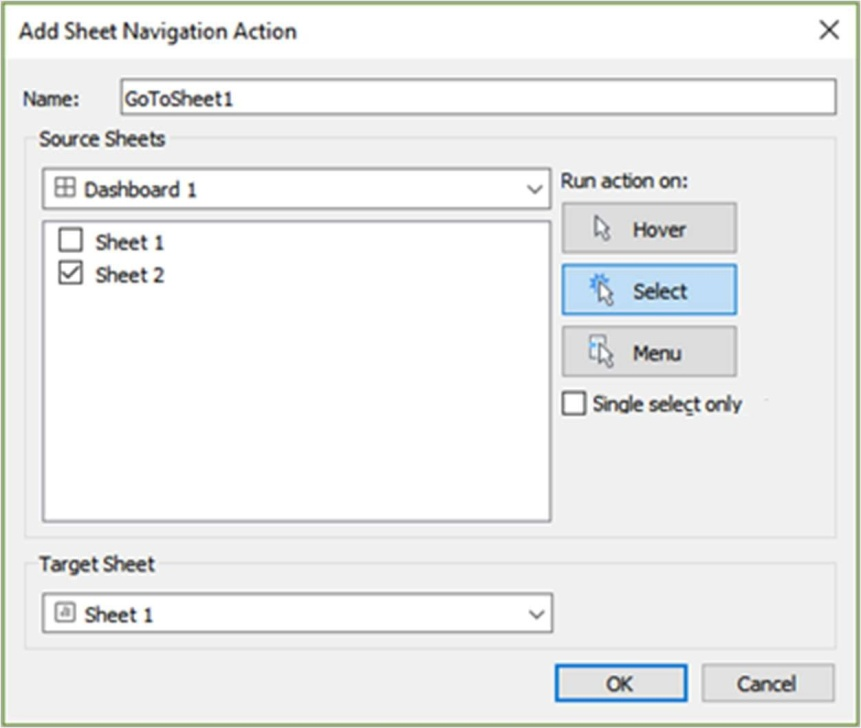 Add Sheet Navigation Action
Name: GoToSheet1
Source Sheets
Dashboard 1
Run action on:
Sheet 1
Sheet 2
Hover
Select
Menu
Single select only
Target Sheet
Sheet 1
OK Cancel